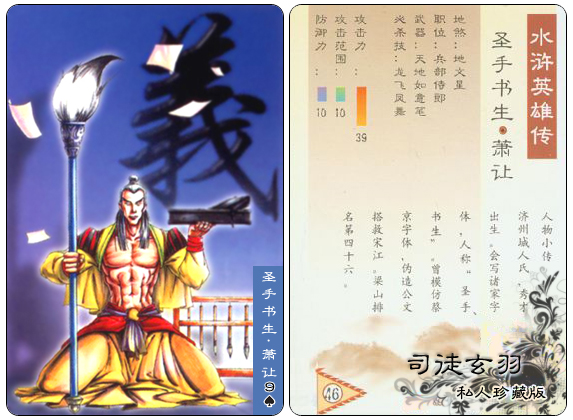 義
圣手书生·萧让
9♠
水浒英雄传
圣手书生·萧让
地煞：地文星
职位：兵部侍郎
武器：天地如意笔
必杀技：龙飞凤舞
攻击力：
39
攻击范围：
10
防御力：
10
人物小传
济州城人氏，秀才
出生。会写诸家字
体，人称“圣手
书生”。曾模仿蔡
京字体，伪造公文
搭救宋江。梁山排
名第四十六。
46
司徒玄羽
私人珍藏版